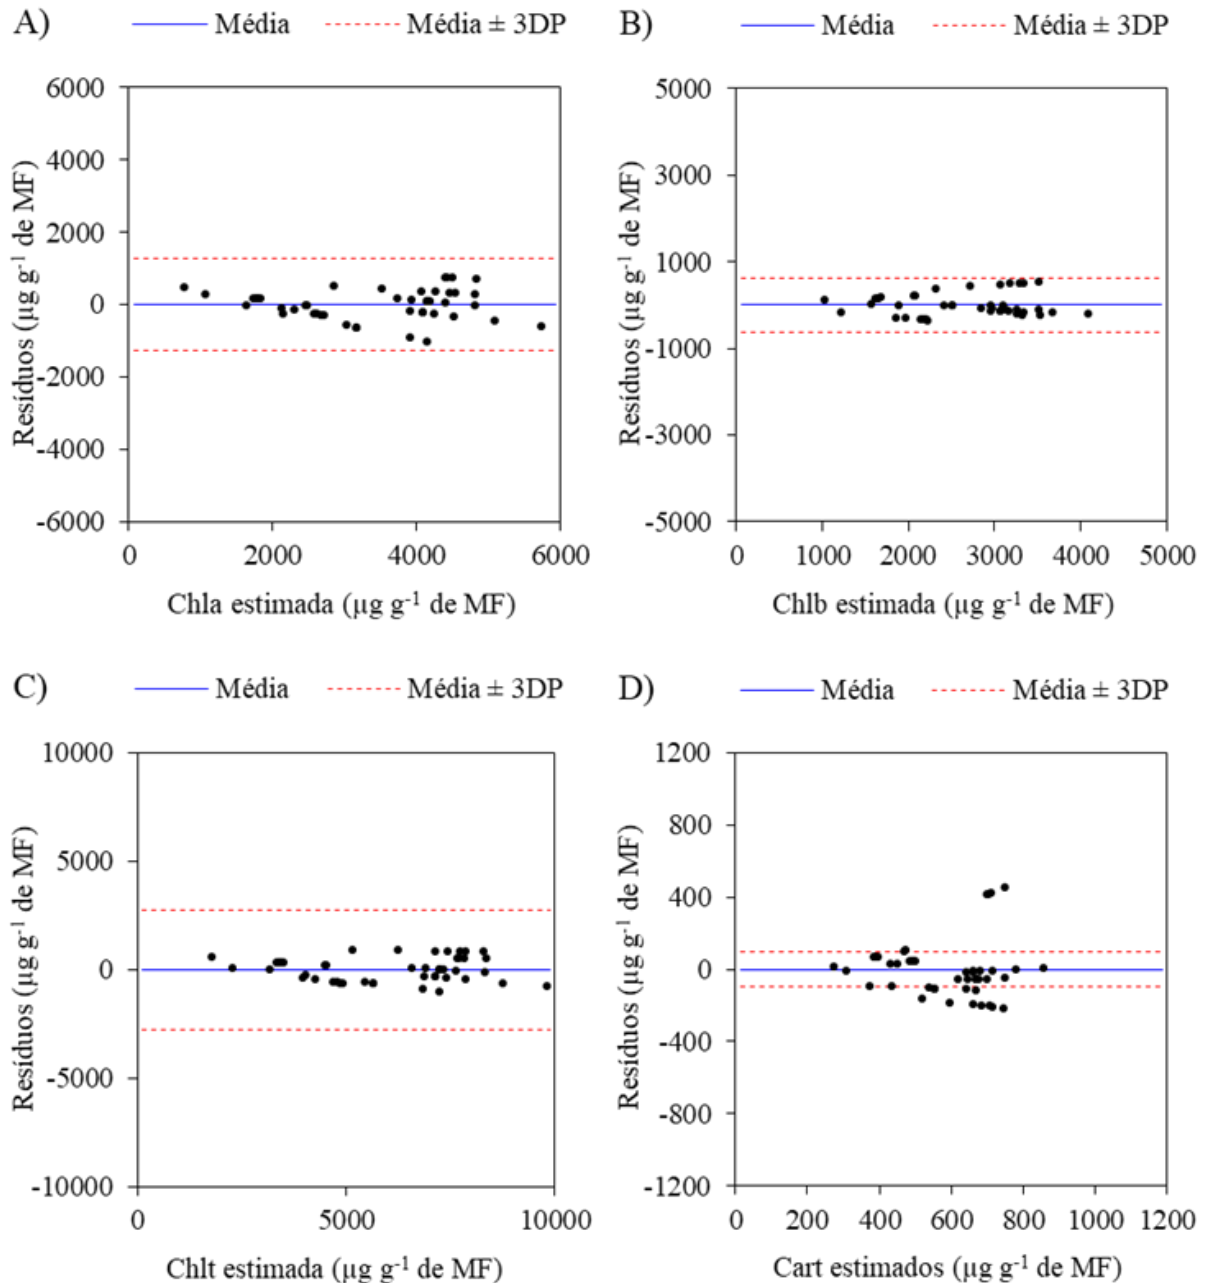 A)
Média
Média ± 3DP
6000
4000
2000
0
-2000
-4000
-6000
Resíduos (µg g⁻¹ de MF)
0
2000
4000
6000
Chla estimada (µg g⁻¹ de MF)
B)
Média
Média ± 3DP
5000
3000
1000
-1000
-3000
-5000
Resíduos (µg g⁻¹ de MF)
0
1000
2000
3000
4000
5000
Chlb estimada (µg g⁻¹ de MF)
C)
Média
Média ± 3DP
10000
5000
0
-5000
-10000
Resíduos (µg g⁻¹ de MF)
0
5000
10000
Chlt estimada (µg g⁻¹ de MF)
D)
Média
Média ± 3DP
1200
800
400
0
-400
-800
-1200
Resíduos (µg g⁻¹ de MF)
0
200
400
600
800
1000
1200
Cart estimados (µg g⁻¹ de MF)